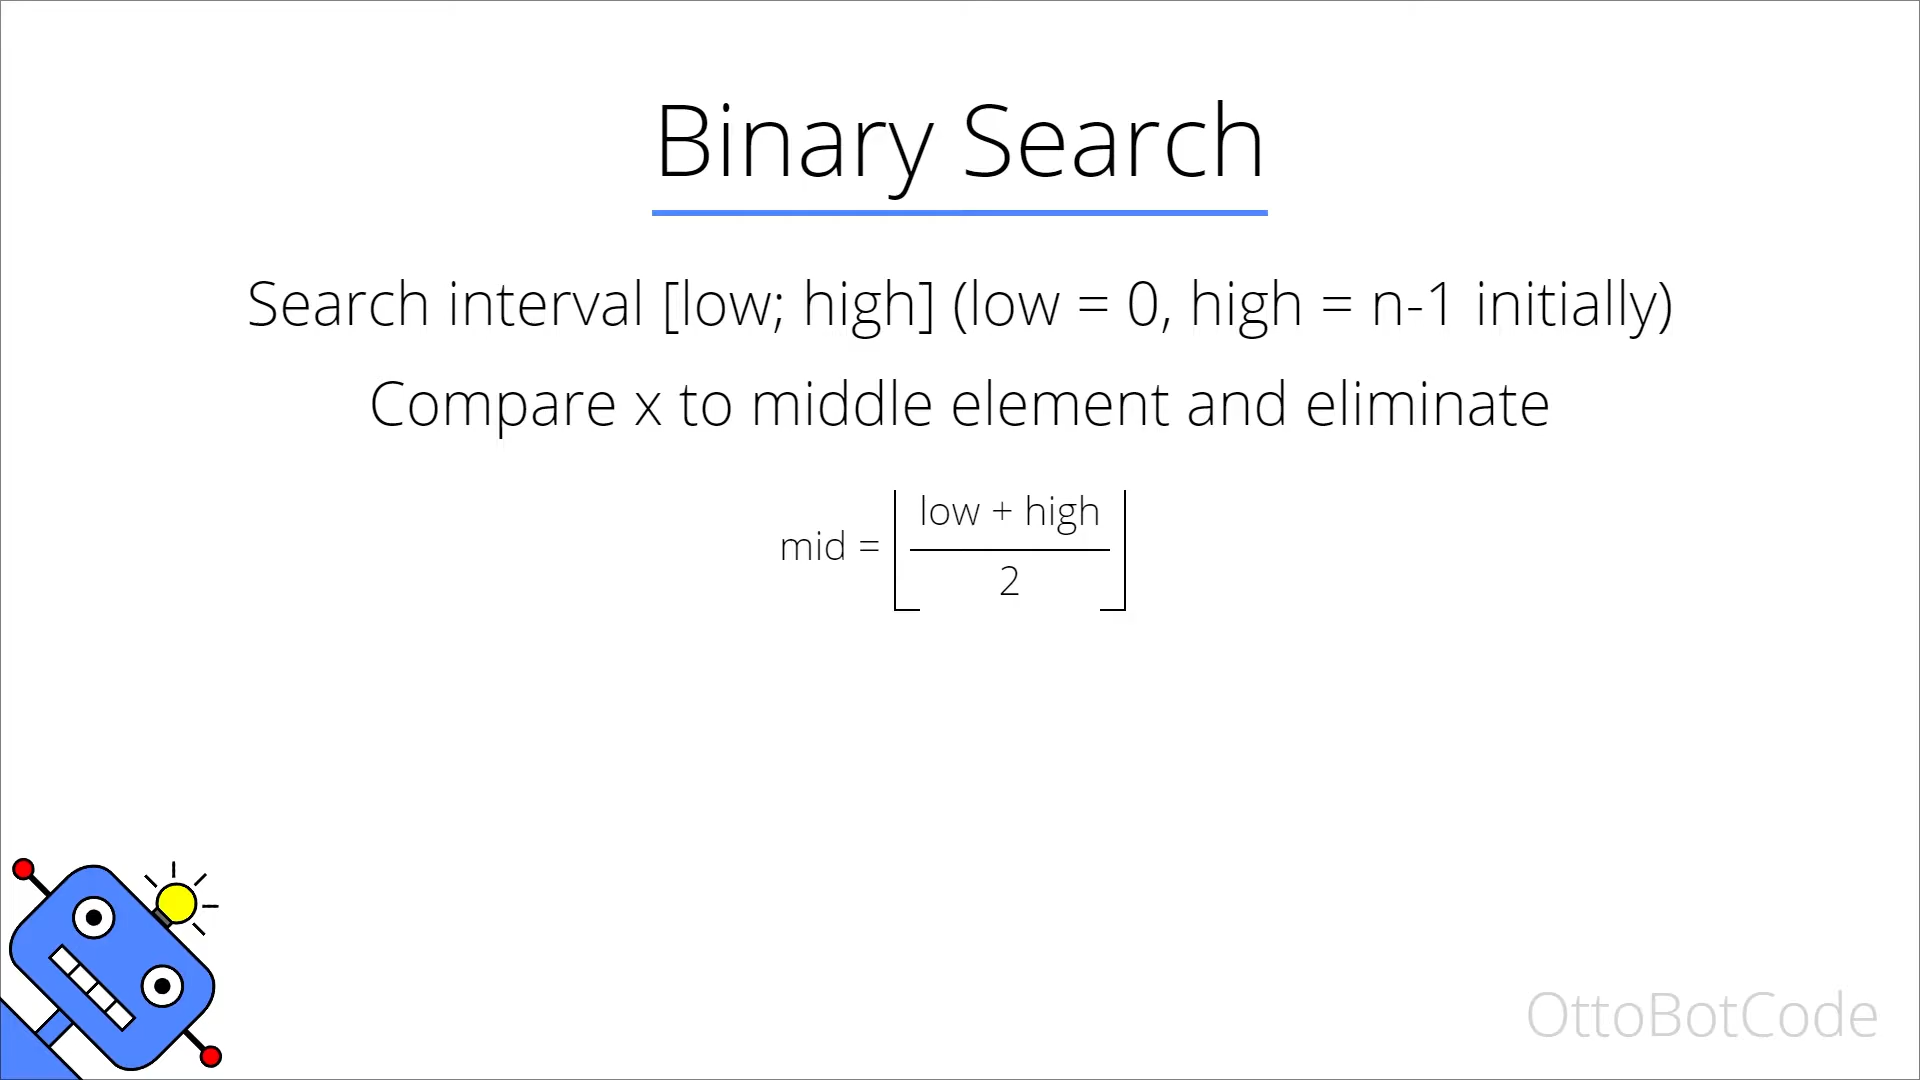 Binary Search
Search interval [low; high] (low = 0, high = n-1 initially)
Compare x to middle element and eliminate
mid = ⌊(low + high) / 2⌋
OttoBotCode